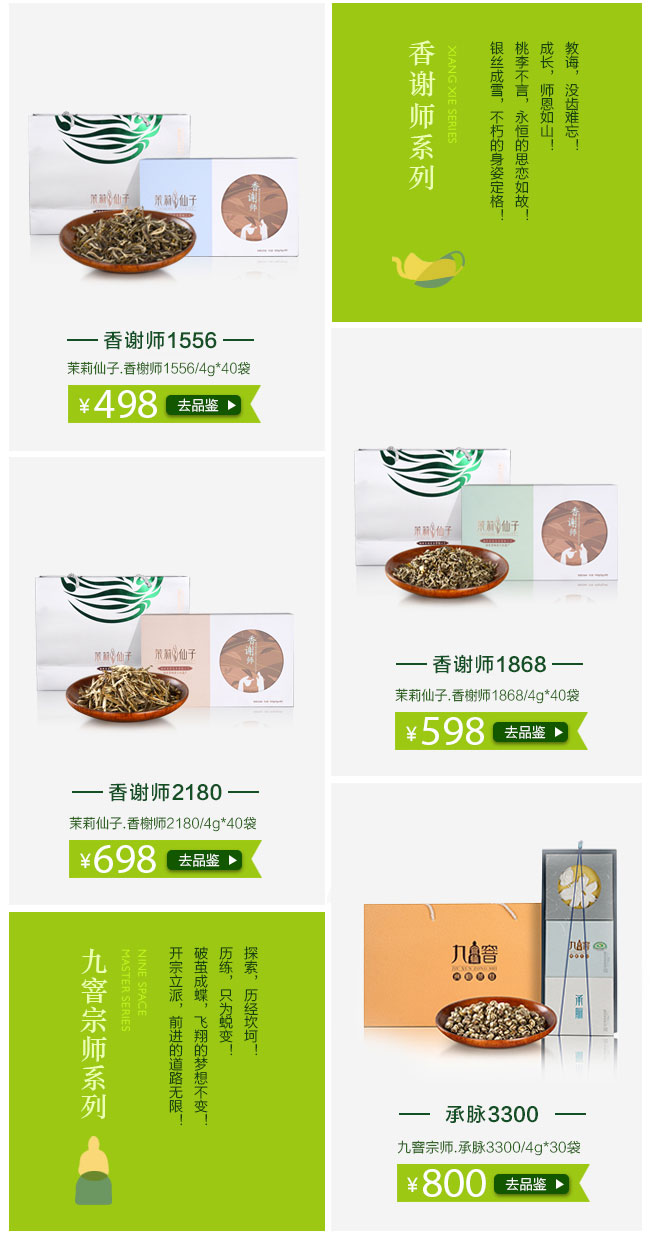 茉莉仙子
香谢师
香谢师1556
茉莉仙子.香榭师1556/4g*40袋
¥498 去品鉴
香谢师系列
XIANG XIE SERIES
教诲，没齿难忘！
成长，师恩如山！
桃李不言，永恒的思恋如故！
银丝成雪，不朽的身姿定格！
茉莉仙子
香谢师
香谢师1868
茉莉仙子.香榭师1868/4g*40袋
¥598 去品鉴
茉莉仙子
茉莉仙子
香谢师
香谢师2180
茉莉仙子.香榭师2180/4g*40袋
¥698 去品鉴
九窨
九窨
承脉
承脉3300
九窨宗师.承脉3300/4g*30袋
¥800 去品鉴
九窨宗师系列
NINE SPACE
MASTER SERIES
探索，历经坎坷！
历练，只为蜕变！
破茧成蝶，飞翔的梦想不变！
开宗立派，前进的道路无限！